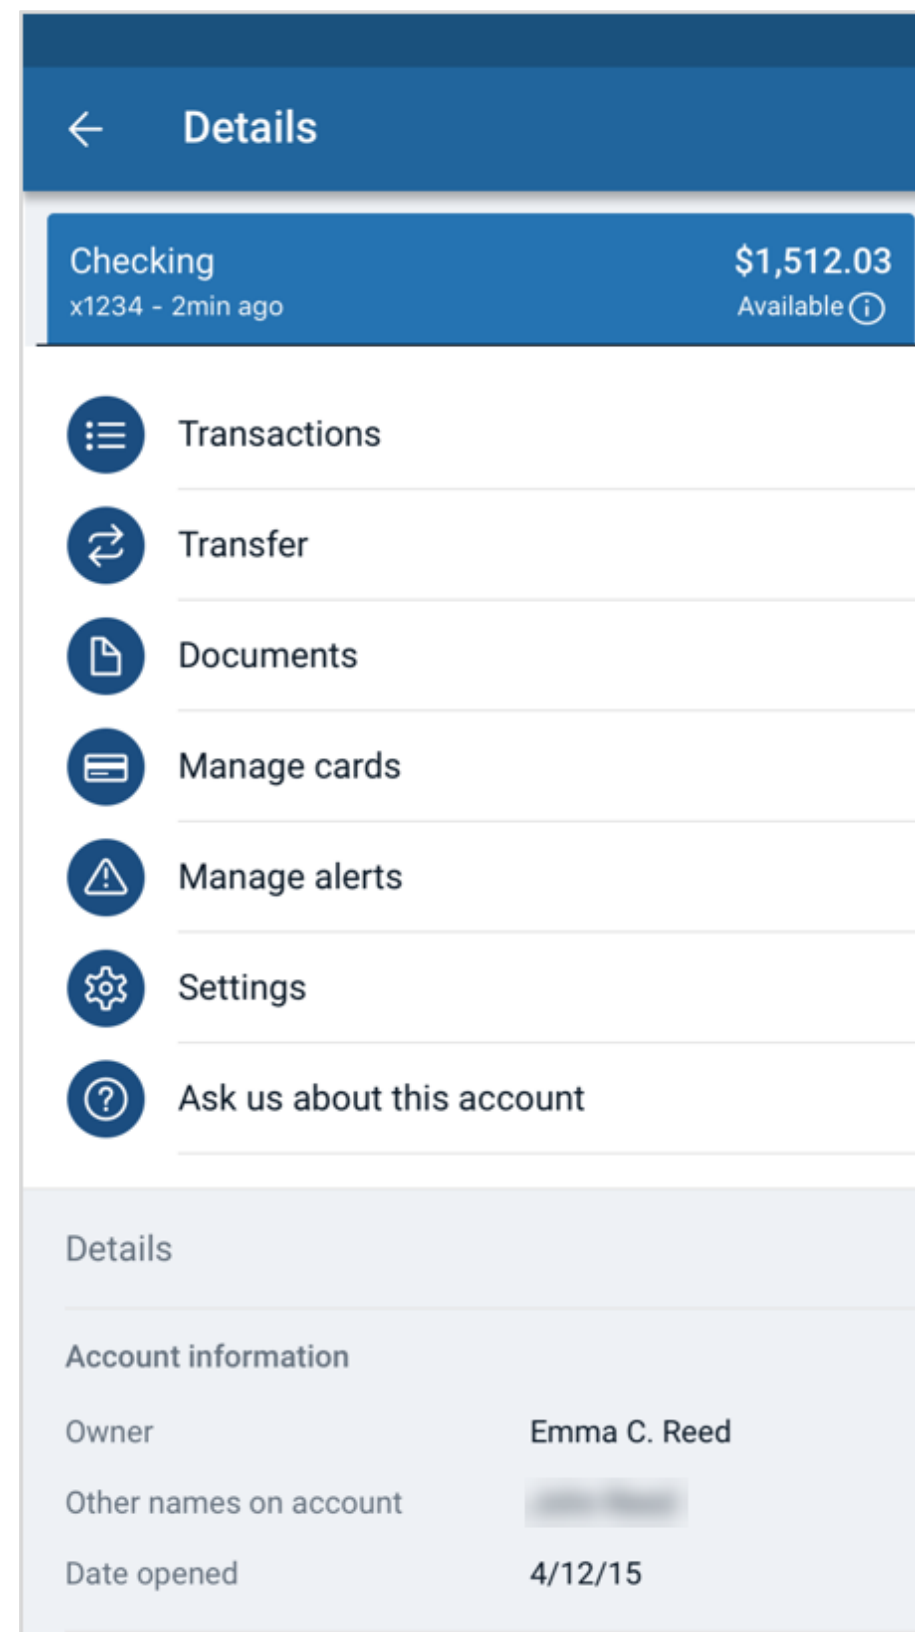 Details
Checking
$1,512.03
x1234 - 2min ago
Available
Transactions
Transfer
Documents
Manage cards
Manage alerts
Settings
Ask us about this account
Details
Account information
Owner
Emma C. Reed
Other names on account
Date opened
4/12/15